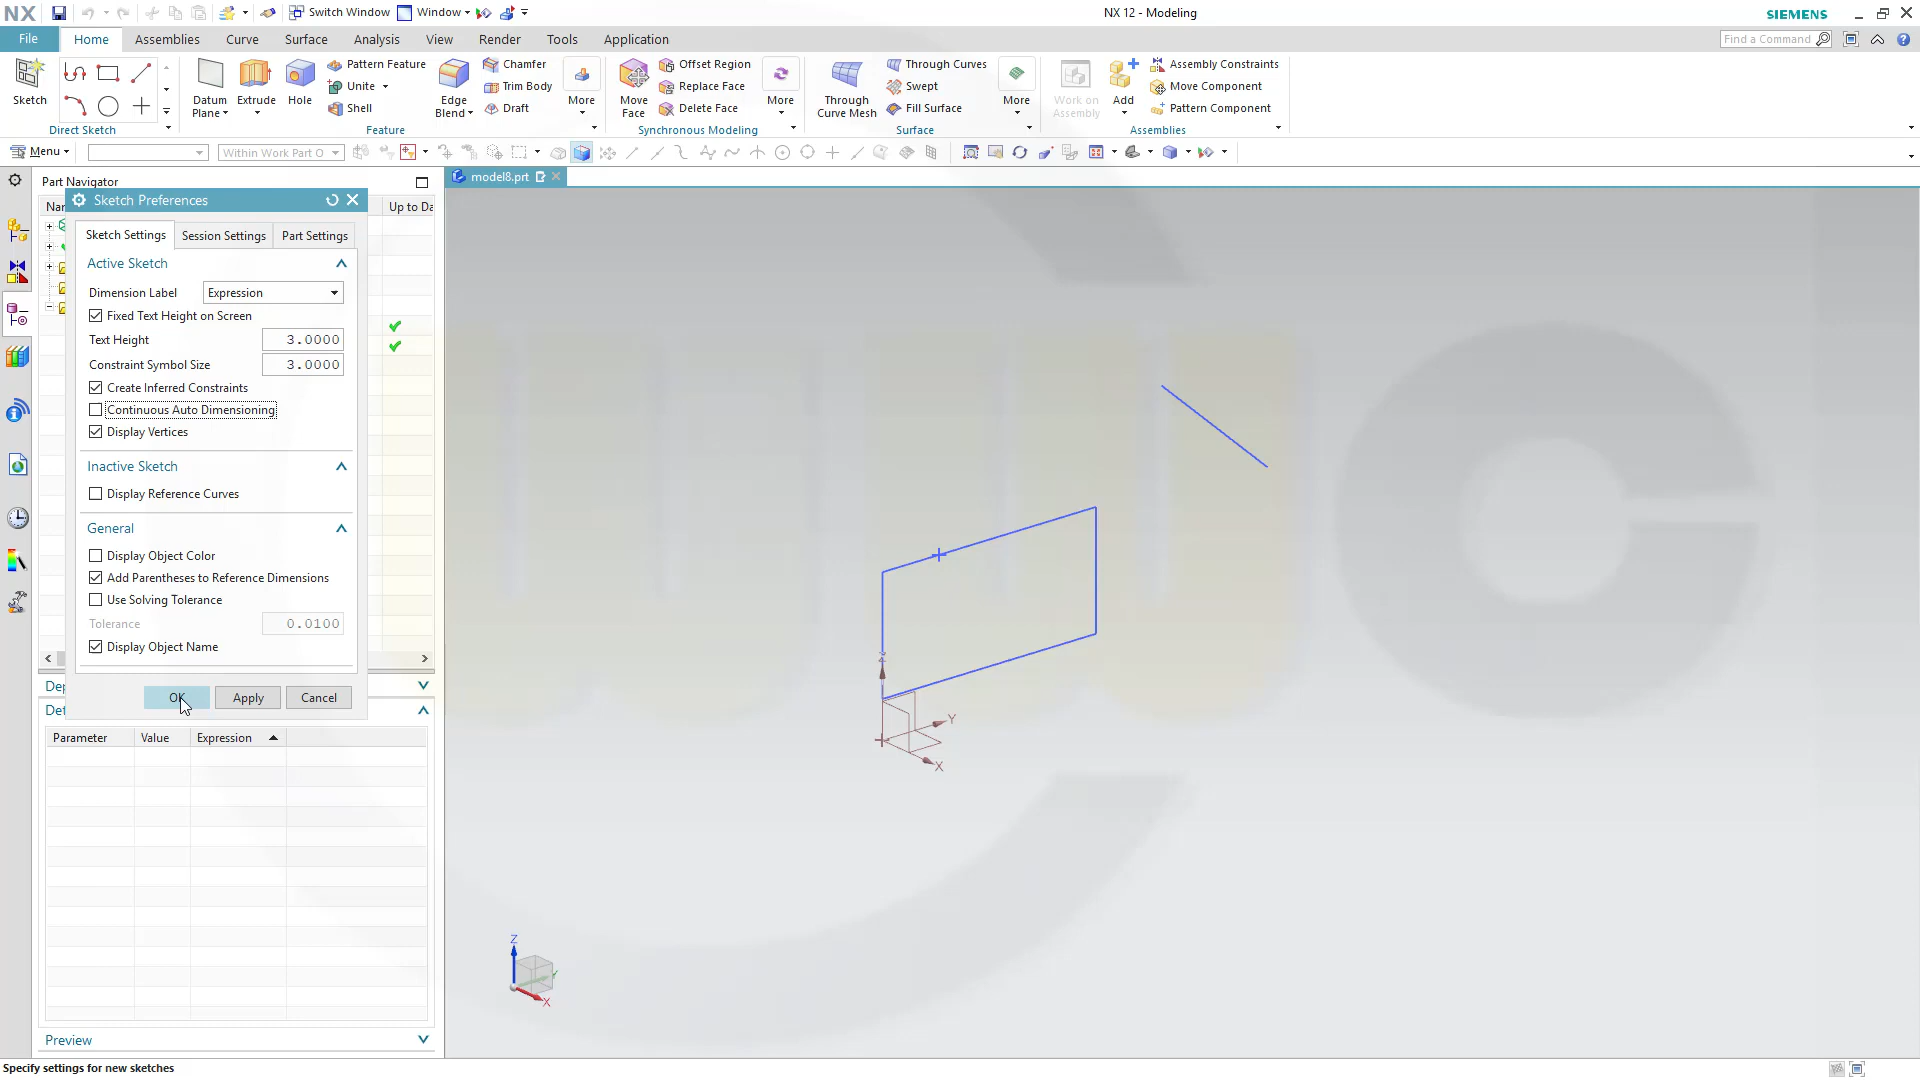 NX
Switch Window
Window
NX 12 - Modeling
SIEMENS
File
Home
Assemblies
Curve
Surface
Analysis
View
Render
Tools
Application
Find a Command
Sketch
Direct Sketch
Datum
Plane
Extrude
Hole
Pattern Feature
Unite
Shell
Edge
Blend
Chamfer
Trim Body
Draft
More
Feature
Move
Face
Offset Region
Replace Face
Delete Face
More
Synchronous Modeling
Through
Curve Mesh
Through Curves
Swept
Fill Surface
More
Surface
Work on
Assembly
Add
Assembly Constraints
Move Component
Pattern Component
Assemblies
Menu
Within Work Part O
Part Navigator
model8.prt
Up to Da
Sketch Preferences
Sketch Settings
Session Settings
Part Settings
Active Sketch
Dimension Label
Expression
Fixed Text Height on Screen
Text Height
3.0000
Constraint Symbol Size
3.0000
Create Inferred Constraints
Continuous Auto Dimensioning
Display Vertices
Inactive Sketch
Display Reference Curves
General
Display Object Color
Add Parentheses to Reference Dimensions
Use Solving Tolerance
Tolerance
0.0100
Display Object Name
OK
Apply
Cancel
Parameter
Value
Expression
Preview
Z
Y
X
Z
X
Specify settings for new sketches